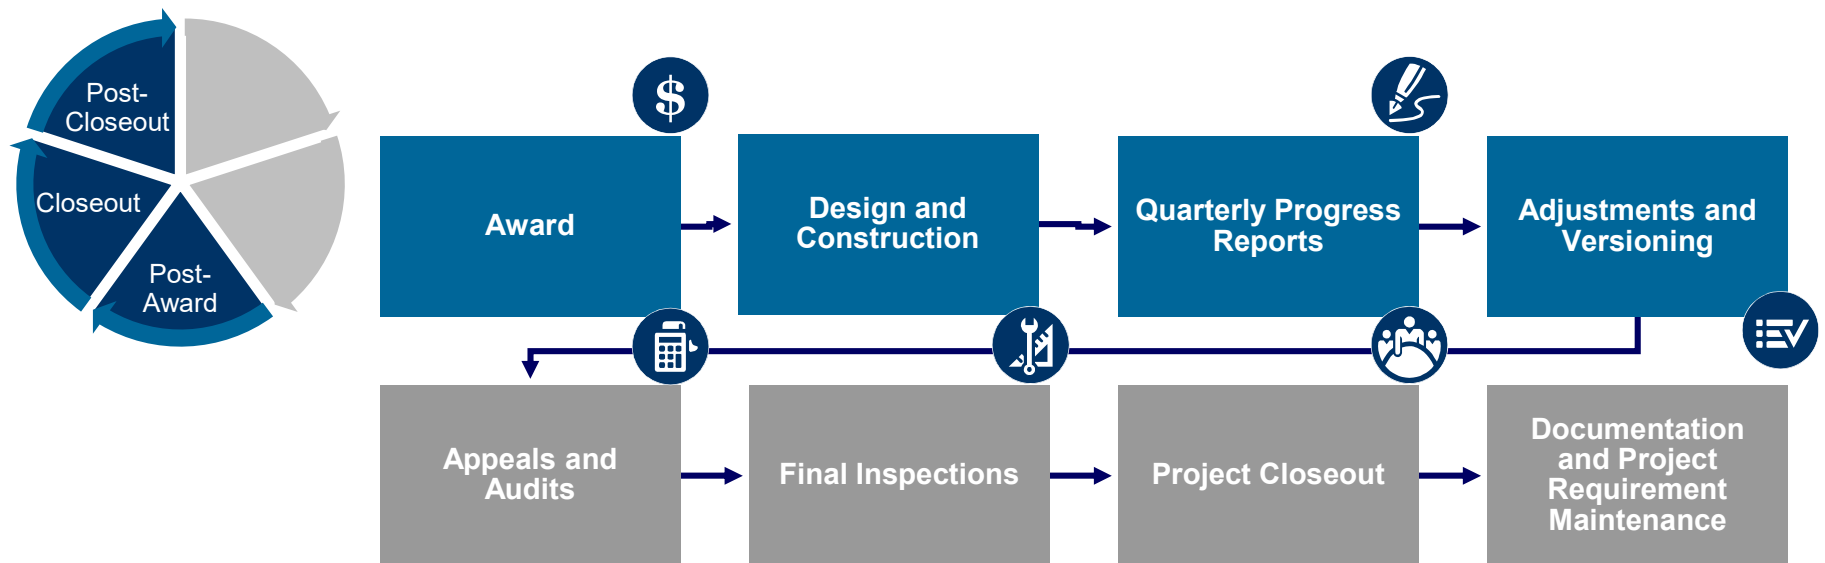 Post-
Closeout
Closeout
Post-
Award
$
Award
Design and
Construction
Quarterly Progress
Reports
Adjustments and
Versioning
Appeals and
Audits
Final Inspections
Project Closeout
Documentation
and Project
Requirement
Maintenance